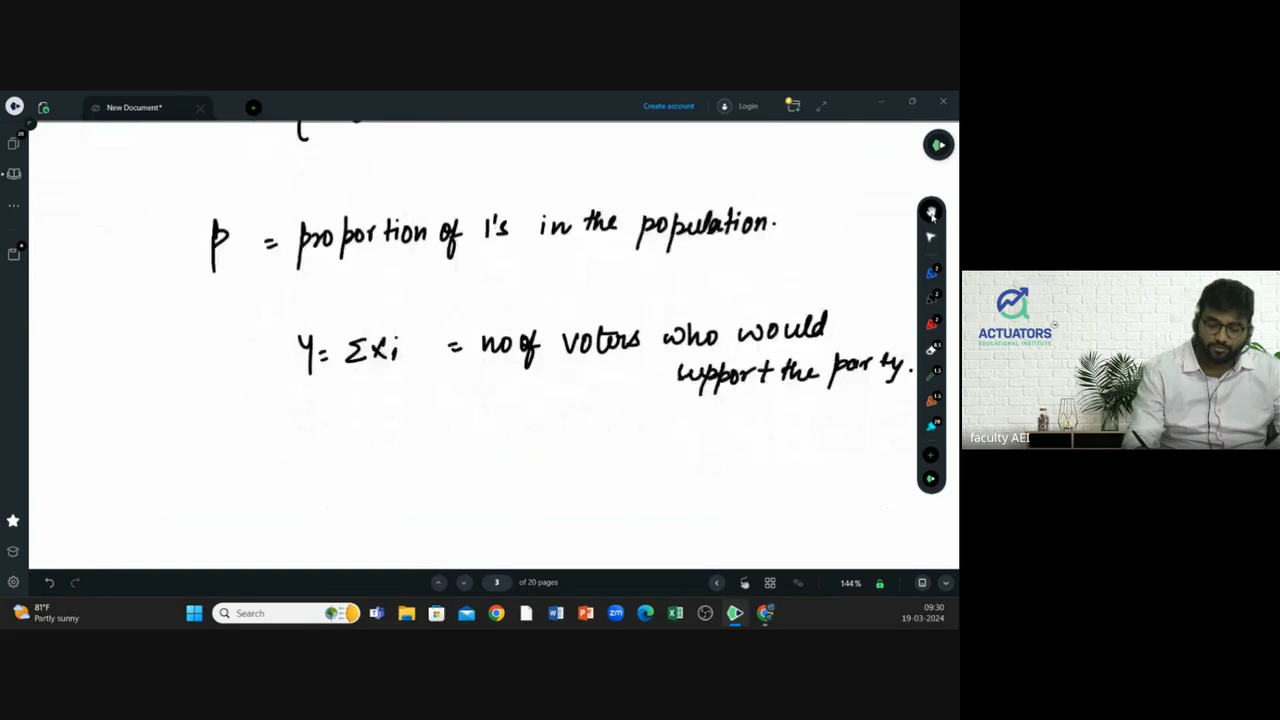 New Document*
Create account
Login
p = proportion of 1's in the population.
Y = Σxi = no of voters who would
support the party.
ACTUATORS
EDUCATIONAL INSTITUTE
faculty AEI
3 of 20 pages
144%
81°F
Partly sunny
Search
09:30
19-03-2024